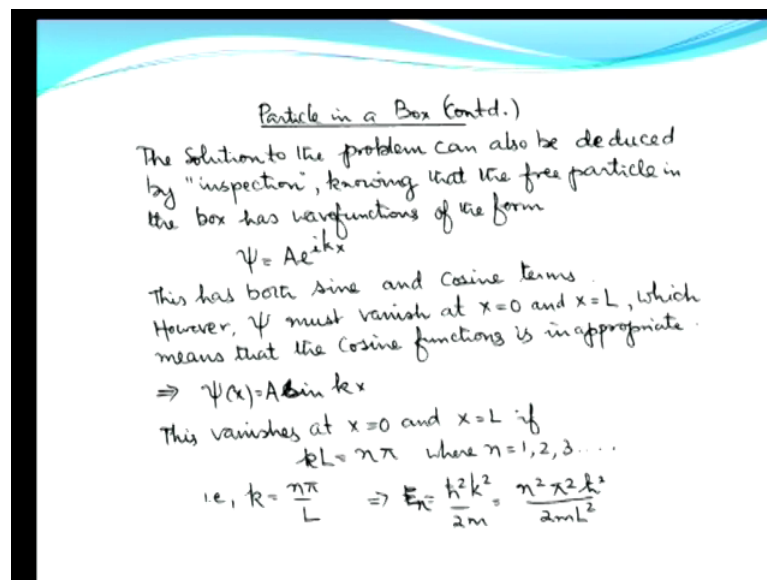 Particle in a Box (Contd.)
The Solution to the problem can also be deduced
by "inspection", knowing that the free particle in
the box has wavefunctions of the form
Ψ = Ae^{ikx}
This has both sine and Cosine terms.
However, Ψ must vanish at x=0 and x=L, which
means that the Cosine functions is inappropriate.
⇒ Ψ(x)=A Sin kx
This vanishes at x=0 and x=L if
kL = nπ where n=1,2,3....
i.e, k = nπ/L ⇒ E_n = ħ²k²/2m = n²π²ħ²/2mL²